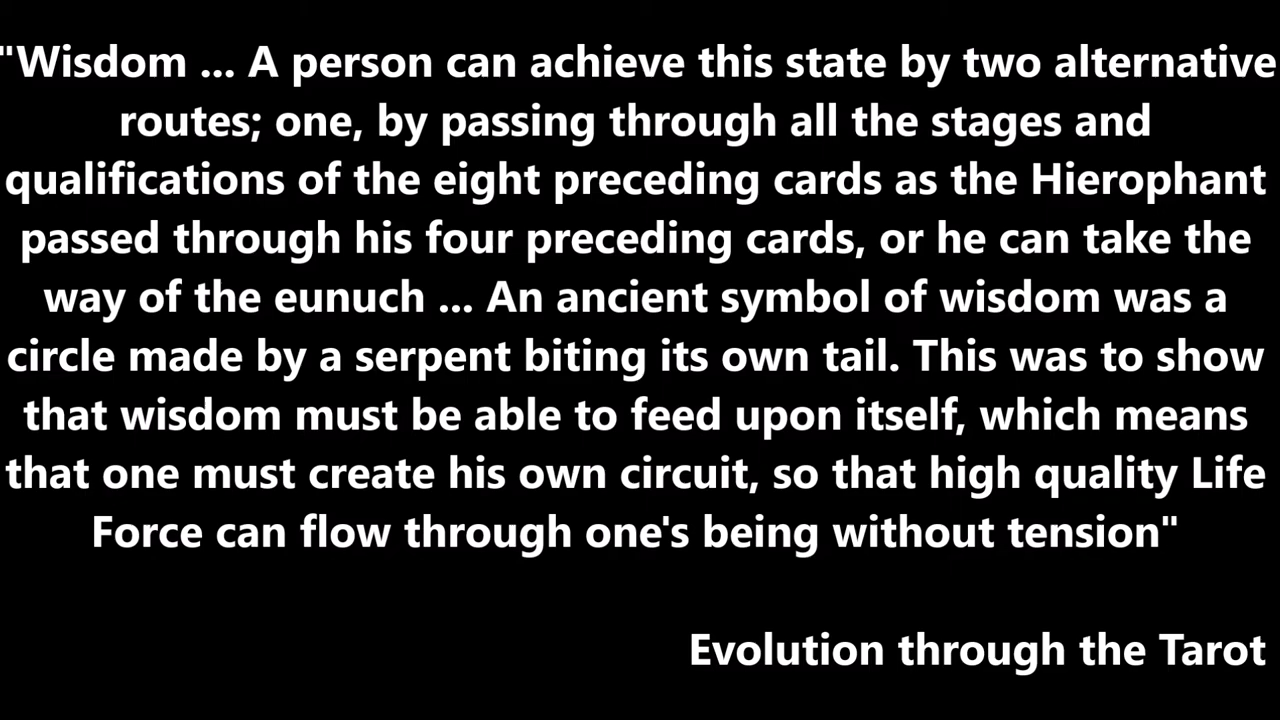 "Wisdom ... A person can achieve this state by two alternative
routes; one, by passing through all the stages and
qualifications of the eight preceding cards as the Hierophant
passed through his four preceding cards, or he can take the
way of the eunuch ... An ancient symbol of wisdom was a
circle made by a serpent biting its own tail. This was to show
that wisdom must be able to feed upon itself, which means
that one must create his own circuit, so that high quality Life
Force can flow through one's being without tension"
Evolution through the Tarot